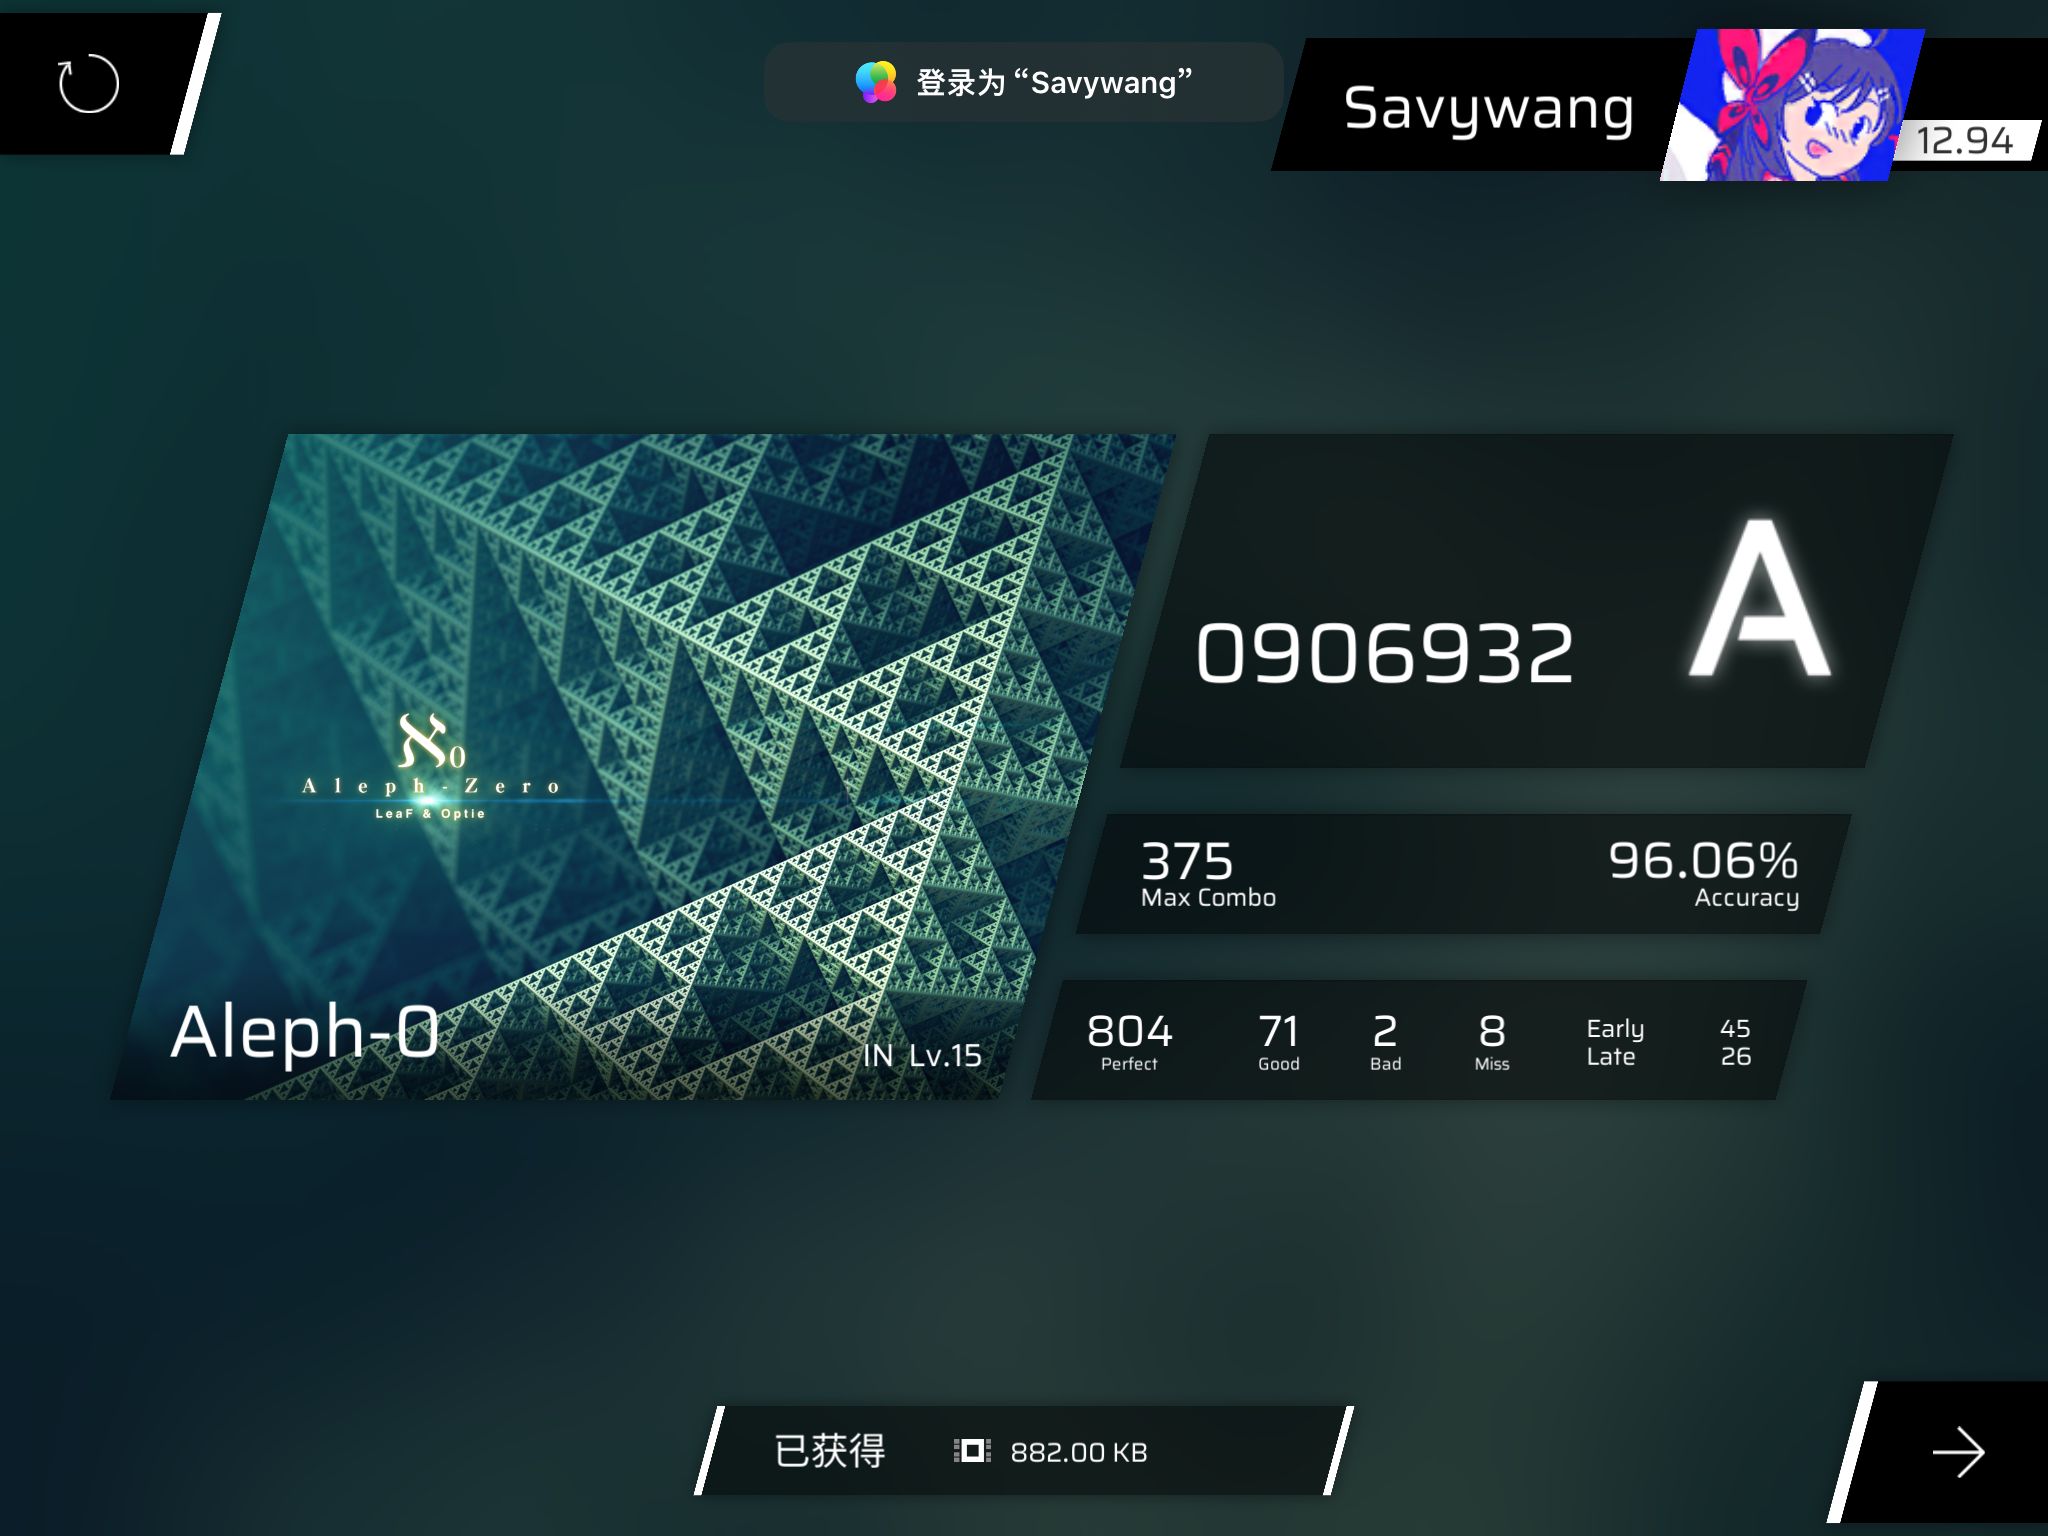 登录为 “Savywang”
Savywang
12.94
ℵ0
Aleph-Zero
LeaF & Optie
Aleph-0
IN Lv.15
0906932
A
375
Max Combo
96.06%
Accuracy
804
Perfect
71
Good
2
Bad
8
Miss
Early 45
Late 26
已获得 882.00 KB